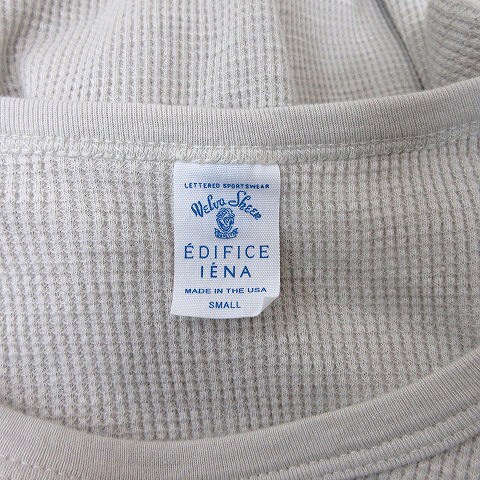 LETTERED SPORTSWEAR
Velva Sheen
ÉDIFICE
IÉNA
MADE IN THE USA
SMALL